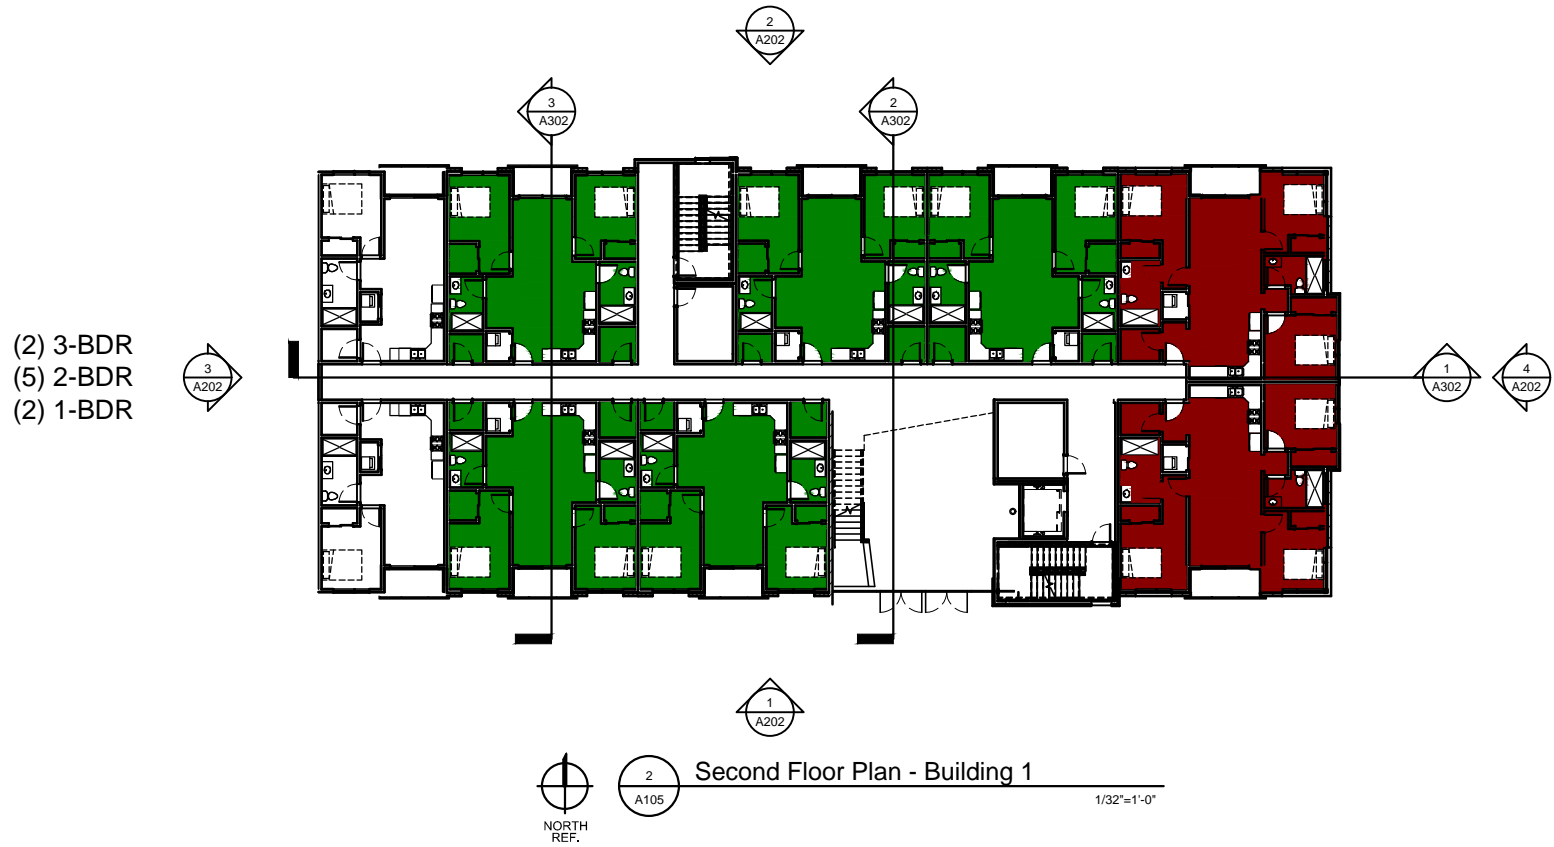 2
A202
3
A302
2
A302
(2) 3-BDR
(5) 2-BDR
(2) 1-BDR
3
A202
1
A302
4
A202
1
A202
2
A105
Second Floor Plan - Building 1
1/32"=1'-0"
NORTH
REF.